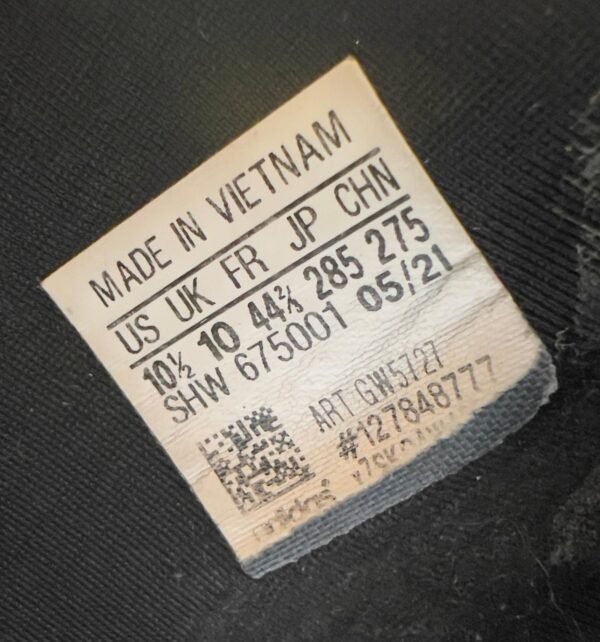 MADE IN VIETNAM
US UK FR JP CHN
10½ 10 44⅔ 285 275
SHW 675001 05/21
ART GW5727
#127848777
adidas